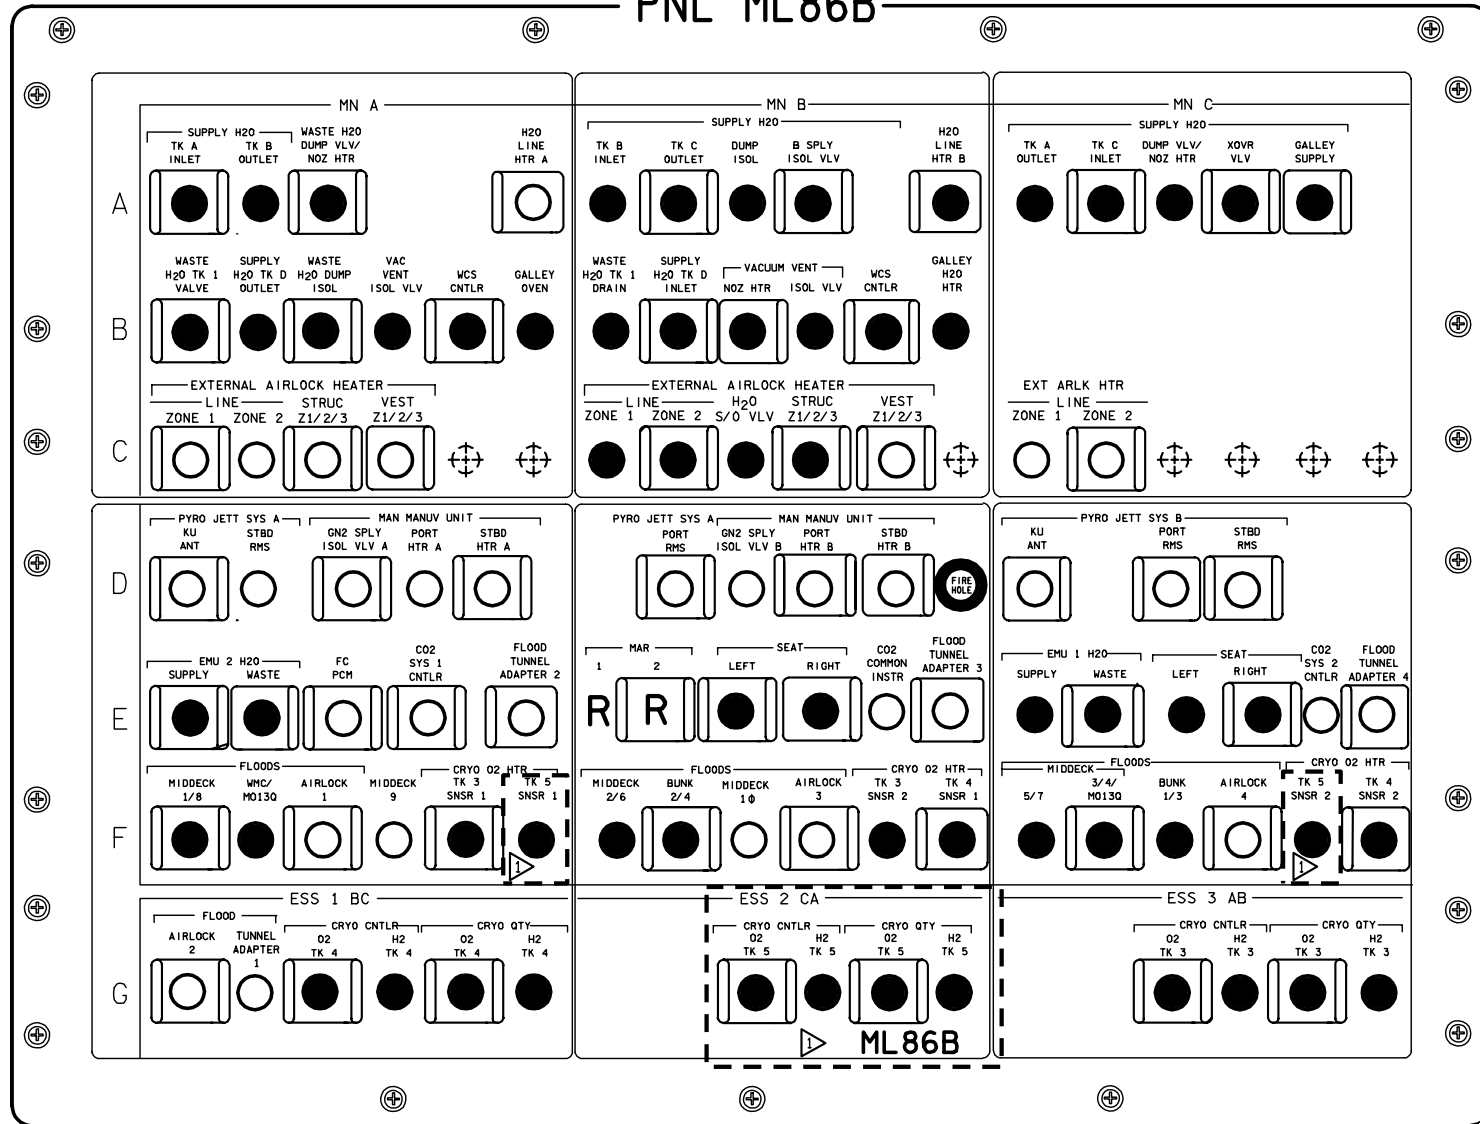 PNL ML86B
MN A
MN B
MN C
SUPPLY H2O
WASTE H2O
DUMP VLV/
NOZ HTR
H2O
LINE
HTR A
TK A
INLET
TK B
OUTLET
SUPPLY H2O
TK B
INLET
TK C
OUTLET
DUMP
ISOL
B SPLY
ISOL VLV
H2O
LINE
HTR B
SUPPLY H2O
TK A
OUTLET
TK C
INLET
DUMP VLV/
NOZ HTR
XOVR
VLV
GALLEY
SUPPLY
A
WASTE
H2O TK 1
VALVE
SUPPLY
H2O TK D
OUTLET
WASTE
H2O DUMP
ISOL
VAC
VENT
ISOL VLV
WCS
CNTLR
GALLEY
OVEN
WASTE
H2O TK 1
DRAIN
SUPPLY
H2O TK D
INLET
VACUUM VENT
NOZ HTR
ISOL VLV
WCS
CNTLR
GALLEY
H2O
HTR
B
EXTERNAL AIRLOCK HEATER
LINE
ZONE 1
ZONE 2
STRUC
Z1/2/3
VEST
Z1/2/3
EXTERNAL AIRLOCK HEATER
LINE
ZONE 1
ZONE 2
H2O
S/O VLV
STRUC
Z1/2/3
VEST
Z1/2/3
EXT ARLK HTR
LINE
ZONE 1
ZONE 2
C
PYRO JETT SYS A
KU
ANT
STBD
RMS
MAN MANUV UNIT
GN2 SPLY
ISOL VLV A
PORT
HTR A
STBD
HTR A
PYRO JETT SYS A
PORT
RMS
MAN MANUV UNIT
GN2 SPLY
ISOL VLV B
PORT
HTR B
STBD
HTR B
FIRE
HOLE
PYRO JETT SYS B
KU
ANT
PORT
RMS
STBD
RMS
D
EMU 2 H2O
SUPPLY
WASTE
FC
PCM
CO2
SYS 1
CNTLR
FLOOD
TUNNEL
ADAPTER 2
MAR
1
2
R
R
SEAT
LEFT
RIGHT
CO2
COMMON
INSTR
FLOOD
TUNNEL
ADAPTER 3
EMU 1 H2O
SUPPLY
WASTE
SEAT
LEFT
RIGHT
CO2
SYS 2
CNTLR
FLOOD
TUNNEL
ADAPTER 4
E
FLOODS
MIDDECK
1/8
WMC/
MO13Q
AIRLOCK
1
MIDDECK
9
CRYO O2 HTR
TK 3
SNSR 1
TK 5
SNSR 1
1
FLOODS
MIDDECK
2/6
BUNK
2/4
MIDDECK
10
AIRLOCK
3
CRYO O2 HTR
TK 3
SNSR 2
TK 4
SNSR 1
FLOODS
MIDDECK
5/7
3/4/
MO13Q
BUNK
1/3
AIRLOCK
4
CRYO O2 HTR
TK 5
SNSR 2
1
TK 4
SNSR 2
F
ESS 1 BC
ESS 2 CA
ESS 3 AB
FLOOD
AIRLOCK
2
TUNNEL
ADAPTER
1
CRYO CNTLR
O2
TK 4
H2
TK 4
CRYO QTY
O2
TK 4
H2
TK 4
CRYO CNTLR
O2
TK 5
H2
TK 5
CRYO QTY
O2
TK 5
H2
TK 5
CRYO CNTLR
O2
TK 3
H2
TK 3
CRYO QTY
O2
TK 3
H2
TK 3
G
1
ML86B